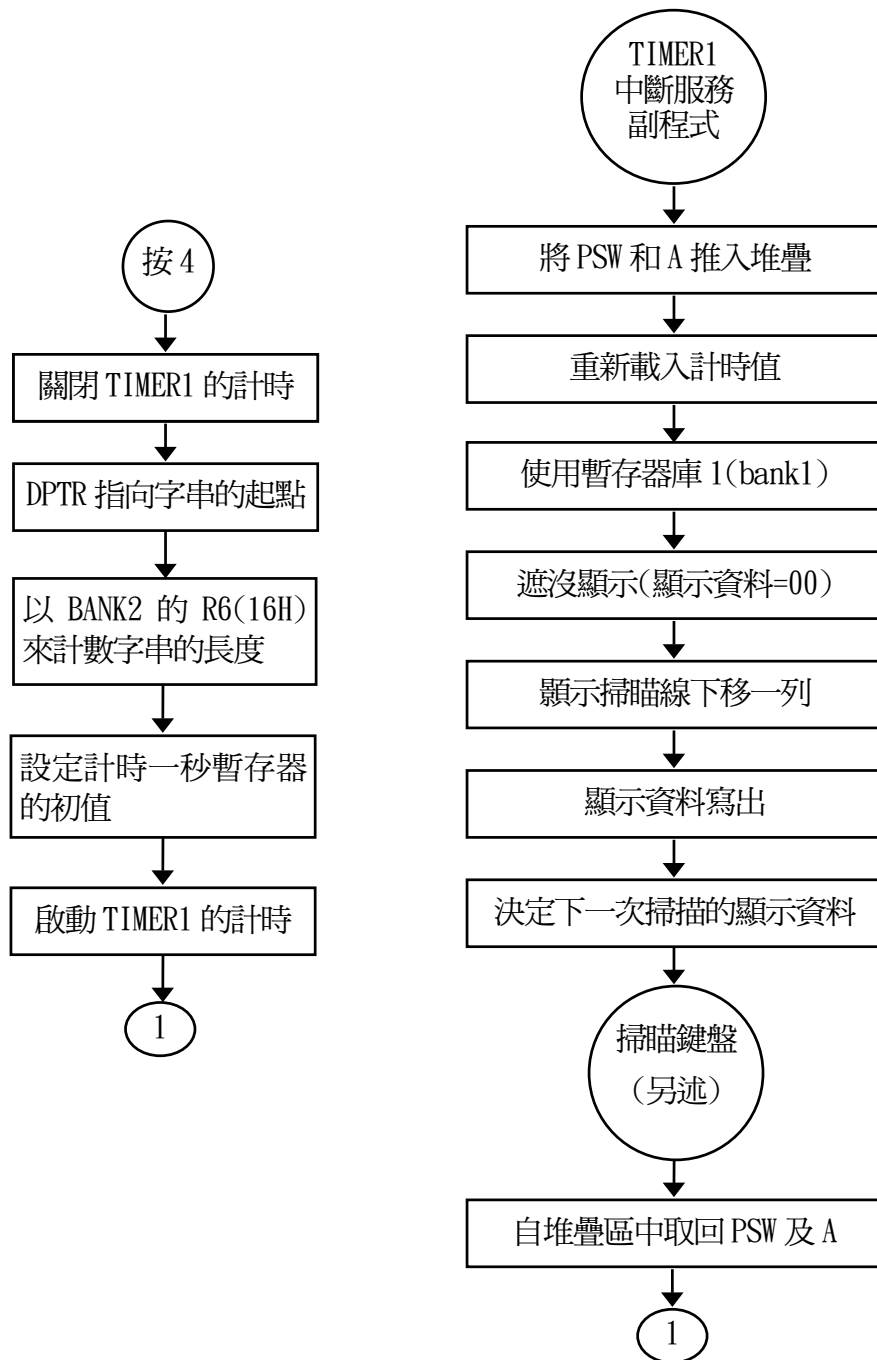 按 4
關閉 TIMER1 的計時
DPTR 指向字串的起點
以 BANK2 的 R6(16H)
來計數字串的長度
設定計時一秒暫存器
的初值
啟動 TIMER1 的計時
1
TIMER1
中斷服務
副程式
將 PSW 和 A 推入堆疊
重新載入計時值
使用暫存器庫 1(bank1)
遮沒顯示(顯示資料=00)
顯示掃瞄線下移一列
顯示資料寫出
決定下一次掃描的顯示資料
掃瞄鍵盤
(另述)
自堆疊區中取回 PSW 及 A
1